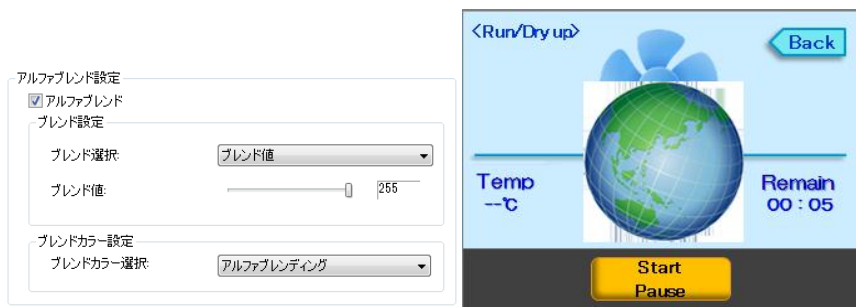 アルファブレンド設定
アルファブレンド
ブレンド設定
ブレンド選択:
ブレンド値
ブレンド値:
255
ブレンドカラー設定
ブレンドカラー選択:
アルファブレンディング
<Run/Dry up>
Back
Temp
--℃
Remain
00:05
Start
Pause